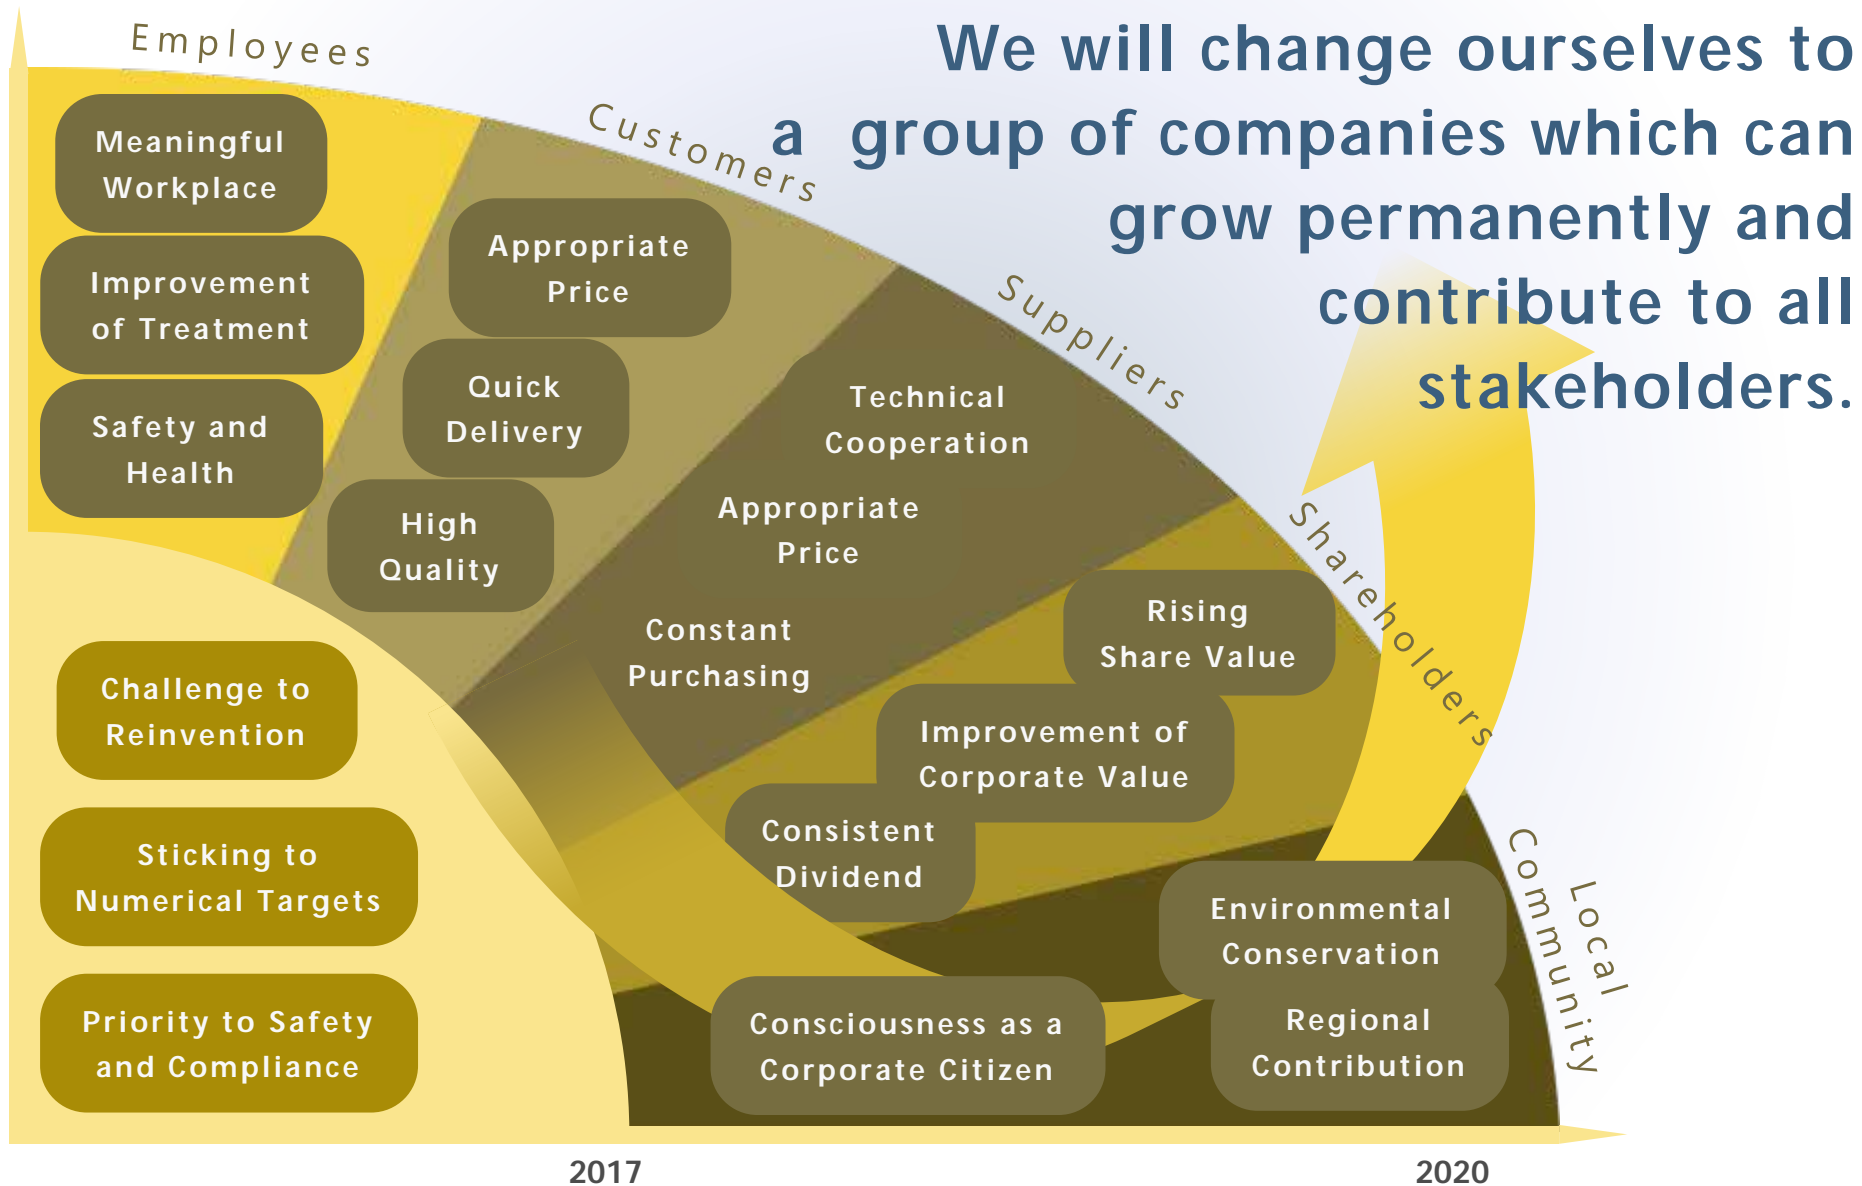 We will change ourselves to
a group of companies which can
grow permanently and
contribute to all
stakeholders.
Employees
Meaningful
Workplace
Improvement
of Treatment
Safety and
Health
Customers
Appropriate
Price
Quick
Delivery
High
Quality
Suppliers
Technical
Cooperation
Appropriate
Price
Constant
Purchasing
Shareholders
Rising
Share Value
Improvement of
Corporate Value
Consistent
Dividend
Local
Community
Environmental
Conservation
Regional
Contribution
Consciousness as a
Corporate Citizen
Challenge to
Reinvention
Sticking to
Numerical Targets
Priority to Safety
and Compliance
2017
2020